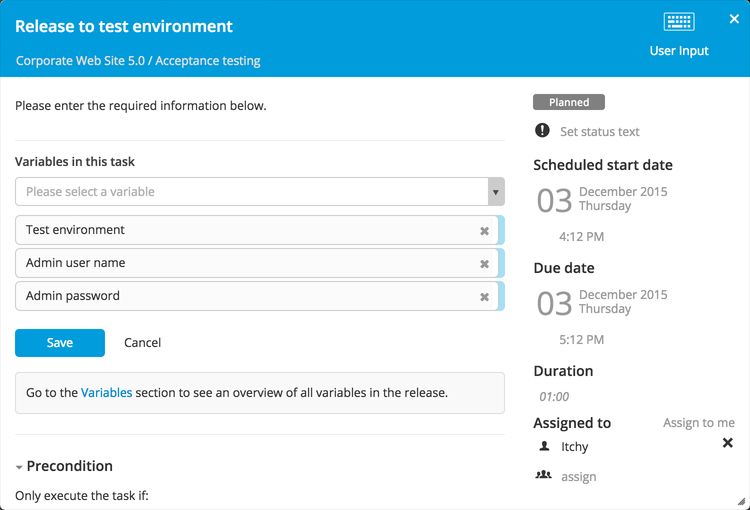 Release to test environment
Corporate Web Site 5.0 / Acceptance testing
User Input
Please enter the required information below.
Variables in this task
Please select a variable
Test environment
Admin user name
Admin password
Save
Cancel
Go to the Variables section to see an overview of all variables in the release.
Precondition
Only execute the task if:
Planned
Set status text
Scheduled start date
03
December 2015
Thursday
4:12 PM
Due date
03
December 2015
Thursday
5:12 PM
Duration
01:00
Assigned to
Assign to me
Itchy
assign